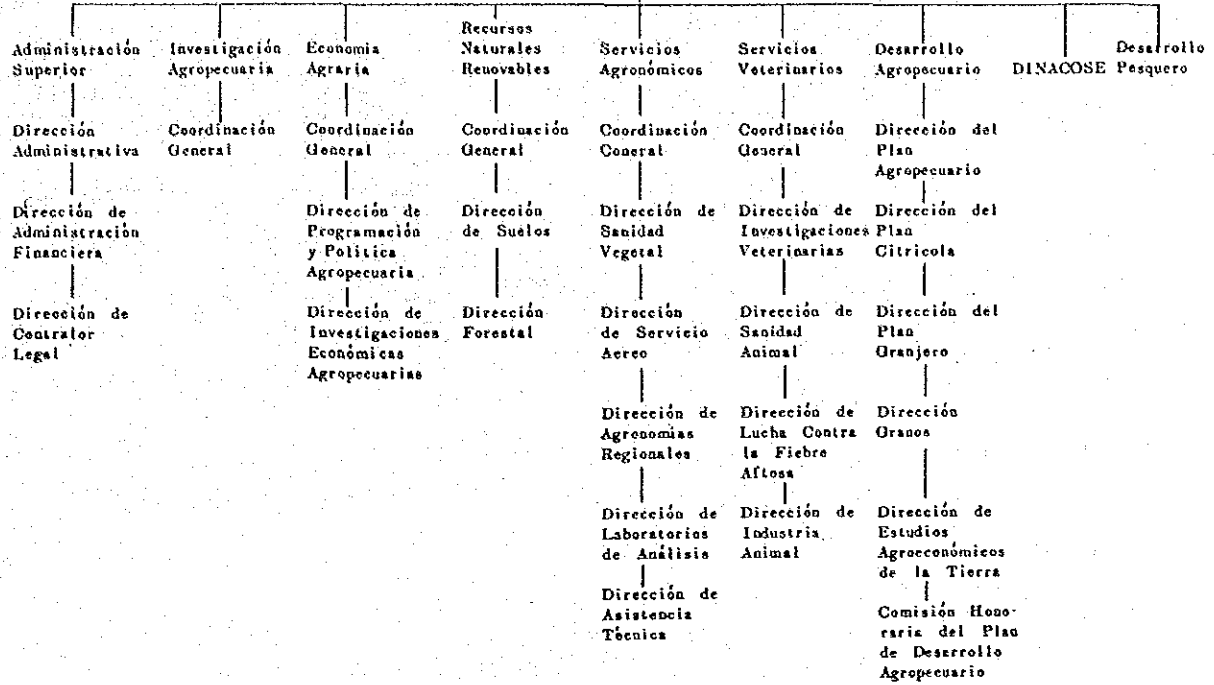 Administración
Superior
Dirección
Administrativa
Dirección de
Administración
Financiera
Dirección de
Contralor
Legal
Investigación
Agropecuaria
Coordinación
General
Economia
Agraria
Coordinación
General
Dirección de
Programación
y Politica
Agropecuaria
Dirección de
Investigaciones
Económicas
Agropecuarias
Recursos
Naturales
Renovables
Coordinación
General
Dirección
de Suelos
Dirección
Forestal
Servicios
Agronómicos
Coordinación
Coneral
Dirección de
Sanidad
Vegetal
Dirección
de Servicio
Aereo
Dirección de
Agronomias
Regionales
Dirección de
Laboratorios
de Análisis
Dirección de
Asistencia
Técnica
Servicios
Veterinarios
Coordinación
General
Dirección de
Investigaciones
Veterinarias
Dirección de
Sanidad
Animal
Dirección de
Lucha Contra
la Fiebre
Aftosa
Dirección de
Industria
Animal
Desarrollo
Agropecuario
Dirección del
Plan
Agropecuario
Dirección del
Plan
Citricola
Dirección del
Plan
Granjero
Dirección
Granos
Dirección de
Estudios
Agroeconómicos
de la Tierra
Comisión Hono-
raria del Plan
de Desarrollo
Agropecuario
DINACOSE
Desarrollo
Pesquero